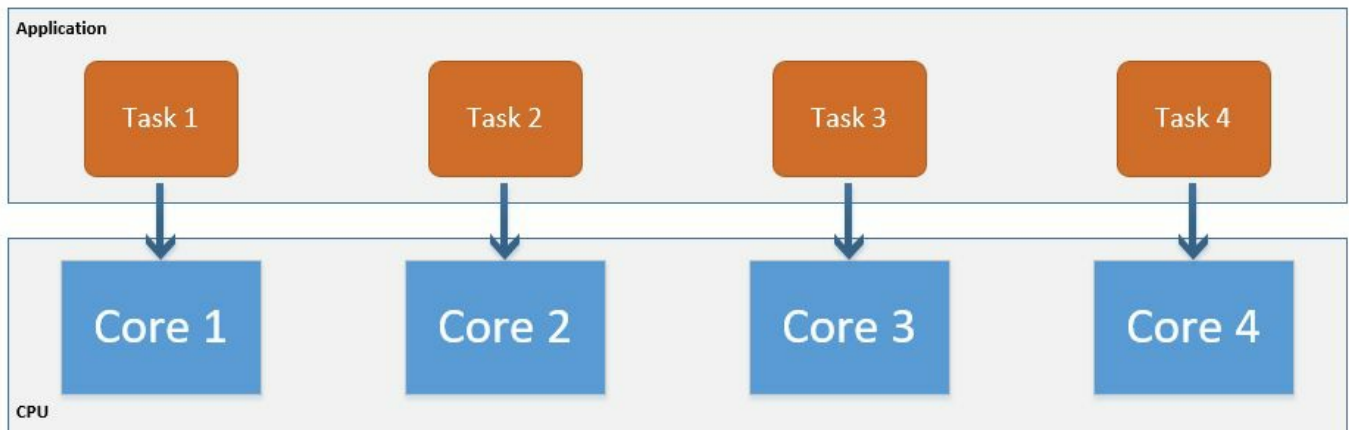 Application
Task 1
Task 2
Task 3
Task 4
Core 1
Core 2
Core 3
Core 4
CPU